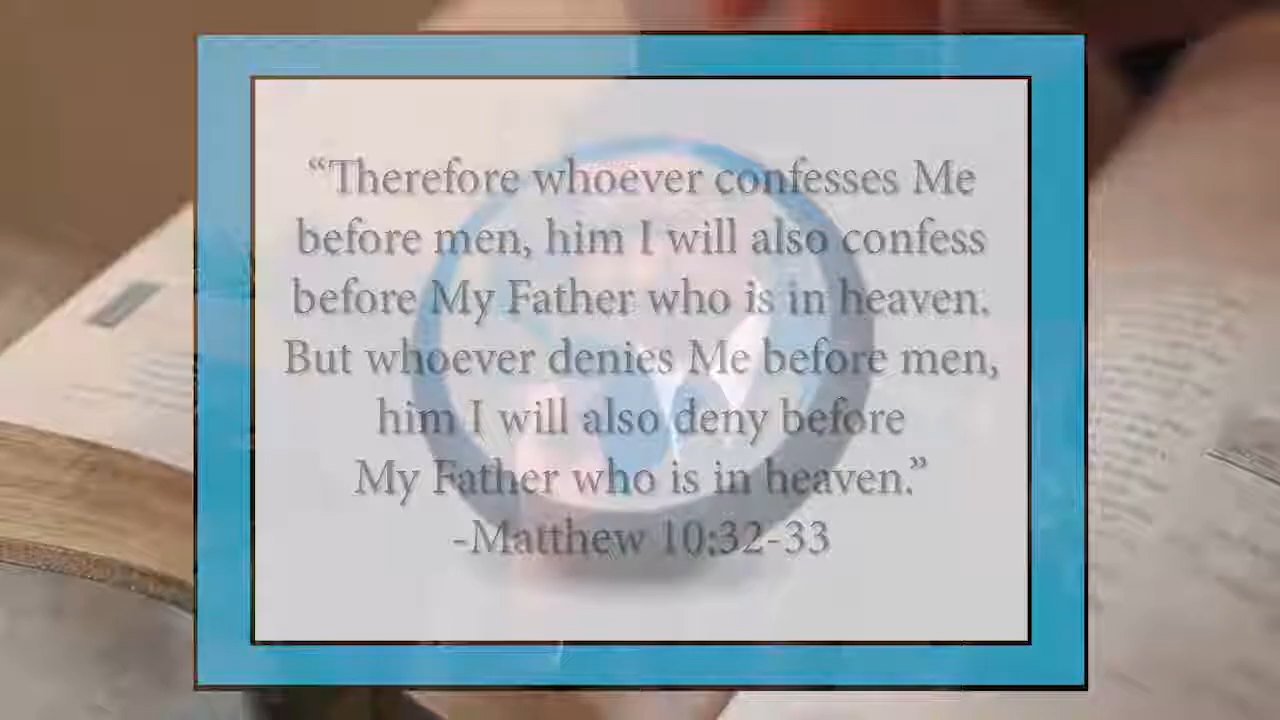 “Therefore whoever confesses Me
before men, him I will also confess
before My Father who is in heaven.
But whoever denies Me before men,
him I will also deny before
My Father who is in heaven.”
-Matthew 10:32-33